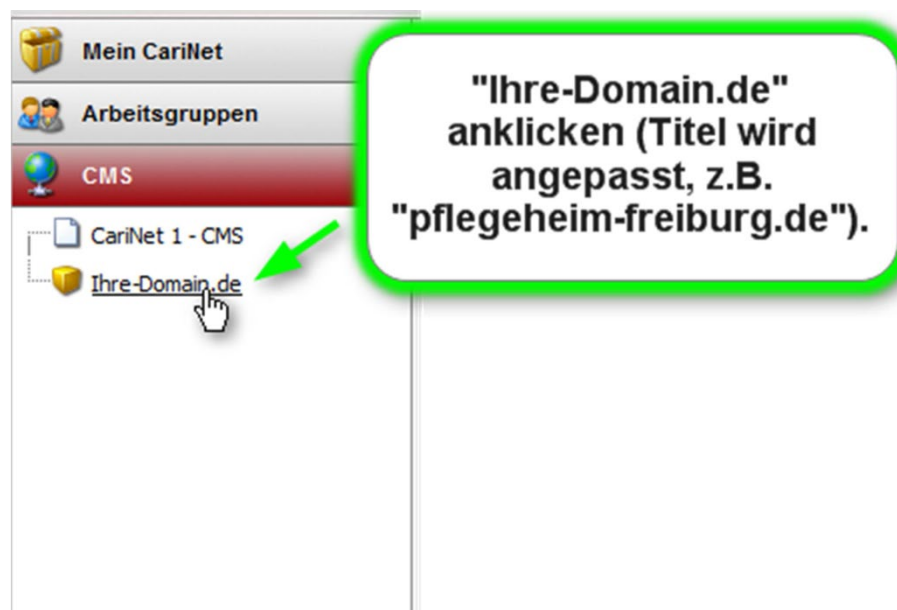 Mein CariNet
Arbeitsgruppen
CMS
CariNet 1 - CMS
Ihre-Domain.de
"Ihre-Domain.de"
anklicken (Titel wird
angepasst, z.B.
"pflegeheim-freiburg.de").